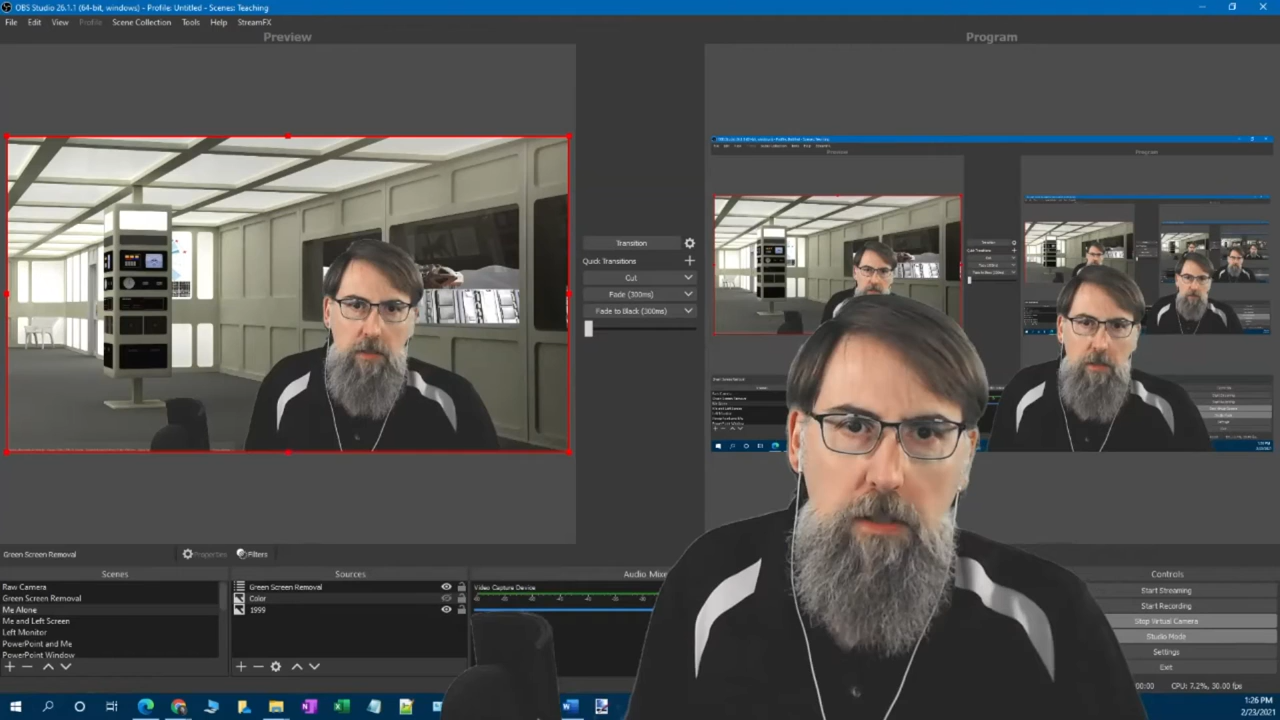 OBS Studio 26.1.1 (64-bit, windows) - Profile: Untitled - Scenes: Teaching
File Edit View Profile Scene Collection Tools Help StreamFX
Preview
Program
Transition
Quick Transitions
Cut
Fade (300ms)
Fade to Black (300ms)
Green Screen Removal
Properties
Filters
Scenes
Raw Camera
Green Screen Removal
Me Alone
Me and Left Screen
Left Monitor
PowerPoint and Me
PowerPoint Window
Sources
Green Screen Removal
Color
1999
Audio Mixe
Video Capture Device
Controls
Start Streaming
Start Recording
Stop Virtual Camera
Studio Mode
Settings
Exit
00:00 CPU: 7.2%, 30.00 fps
1:26 PM
2/23/2021